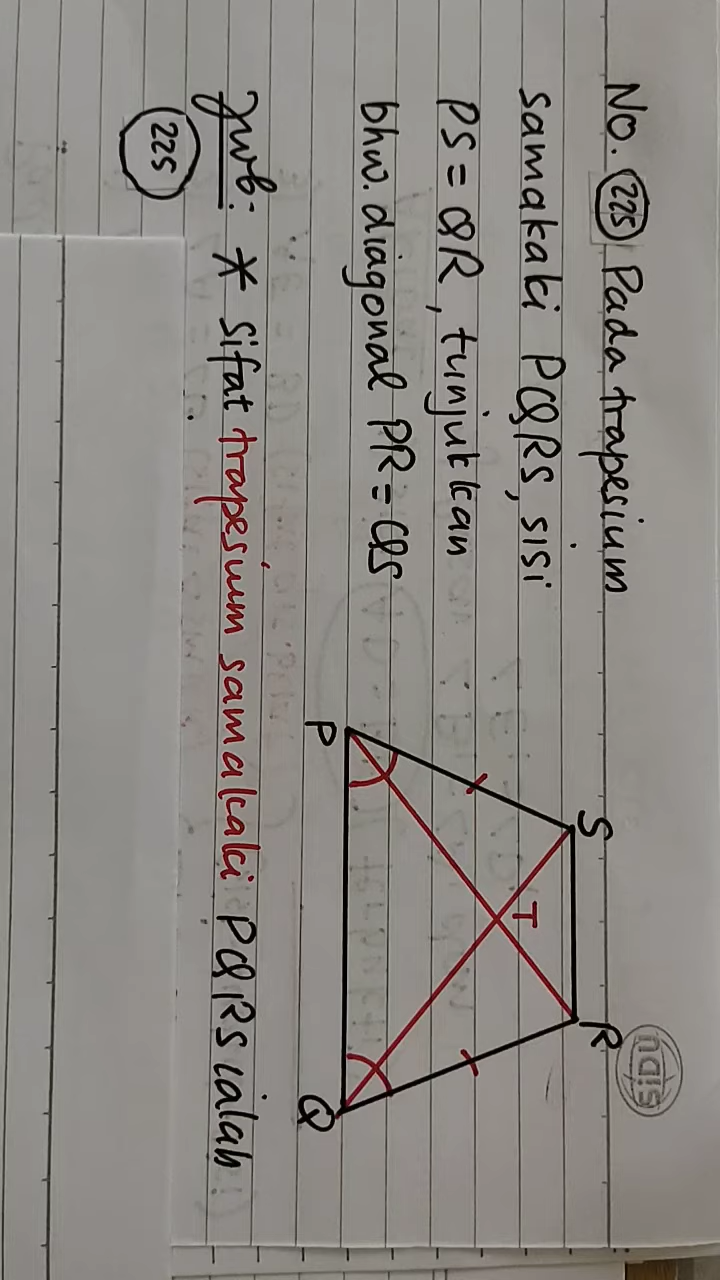 No. (225) Pada trapesium
samakaki PQRS, sisi
PS = QR, tunjukkan
bhw. diagonal PR = QS
S
R
T
P
Q
SiDU
Jwb: * Sifat trapesium samakaki PQRS ialah
(225)